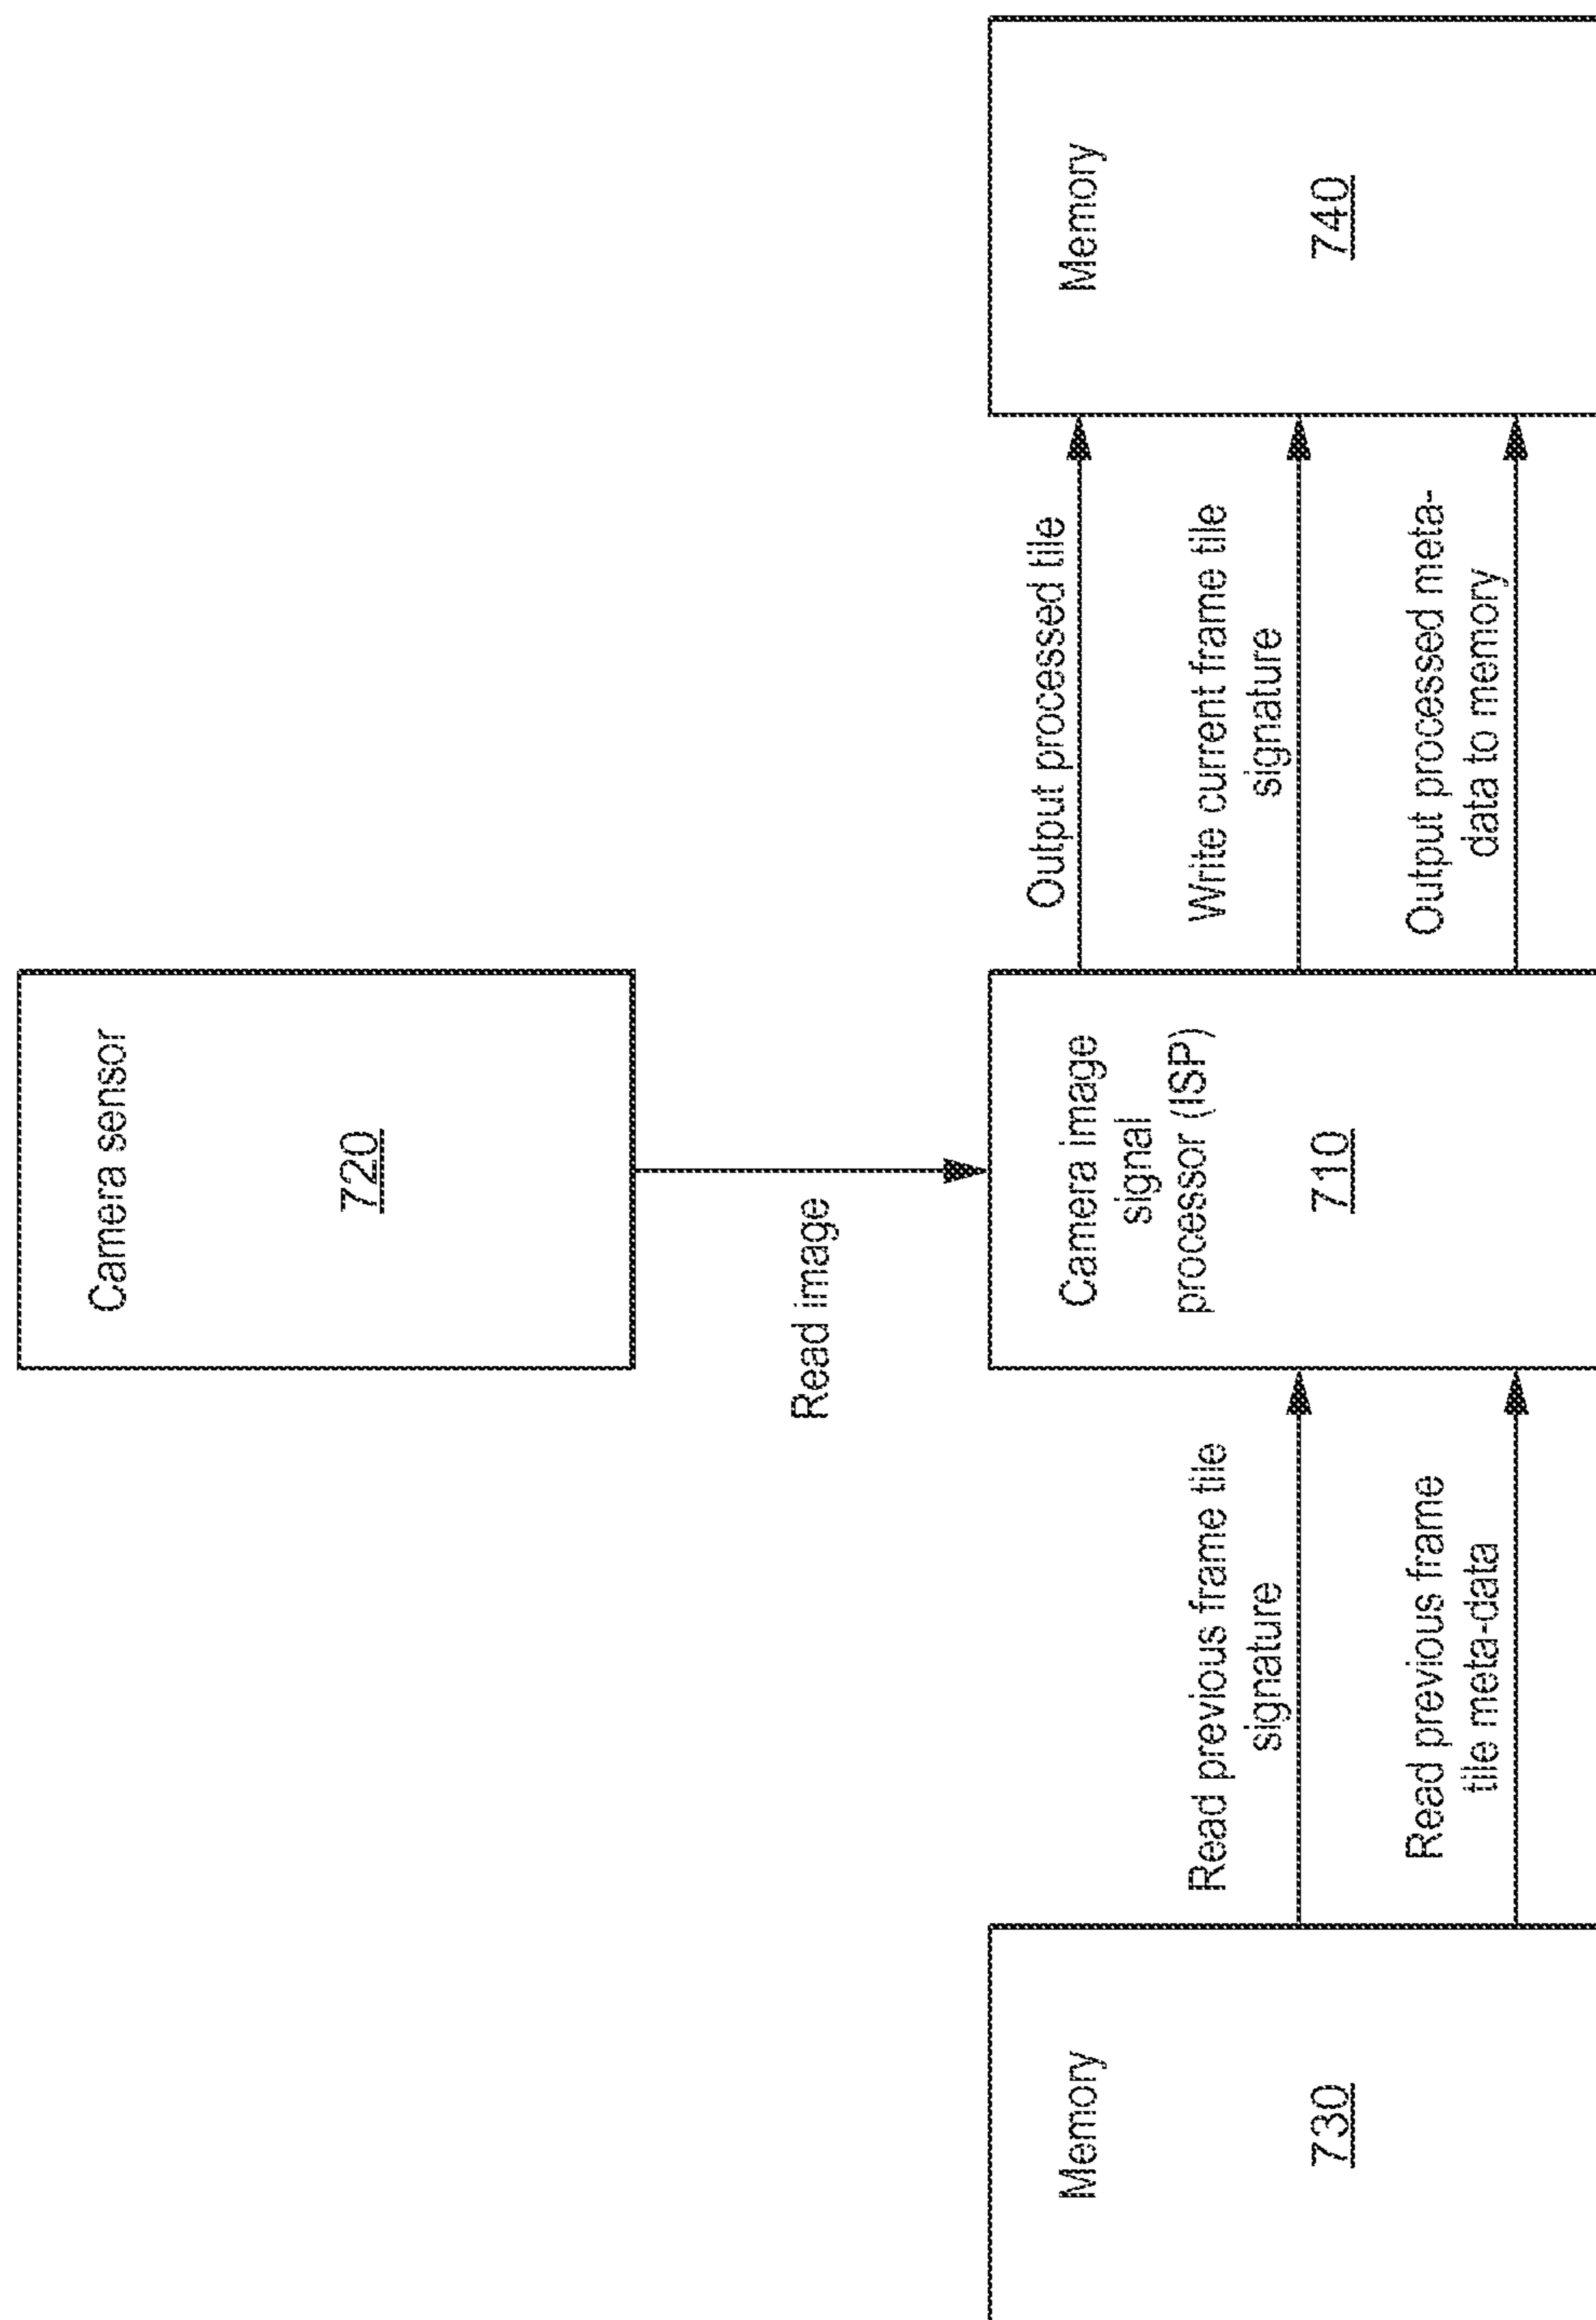 Camera sensor
720
Read image
Memory
730
Read previous frame tile
signature
Read previous frame
tile meta-data
Camera image
signal
processor (ISP)
710
Output processed tile
Write current frame tile
signature
Output processed meta-
data to memory
Memory
740